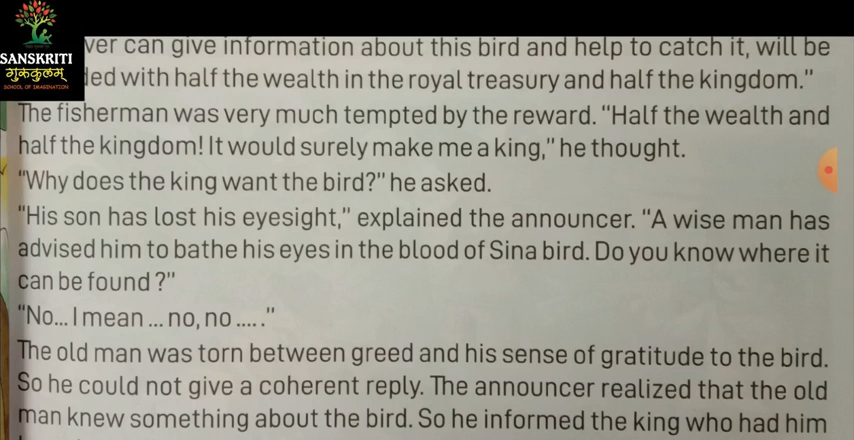 SANSKRITI
गुरुकुलम्
SCHOOL OF IMAGINATION
ver can give information about this bird and help to catch it, will be
ded with half the wealth in the royal treasury and half the kingdom."
The fisherman was very much tempted by the reward. "Half the wealth and
half the kingdom! It would surely make me a king," he thought.
"Why does the king want the bird?" he asked.
"His son has lost his eyesight," explained the announcer. "A wise man has
advised him to bathe his eyes in the blood of Sina bird. Do you know where it
can be found ?"
"No... I mean ... no, no ..... ."
The old man was torn between greed and his sense of gratitude to the bird.
So he could not give a coherent reply. The announcer realized that the old
man knew something about the bird. So he informed the king who had him